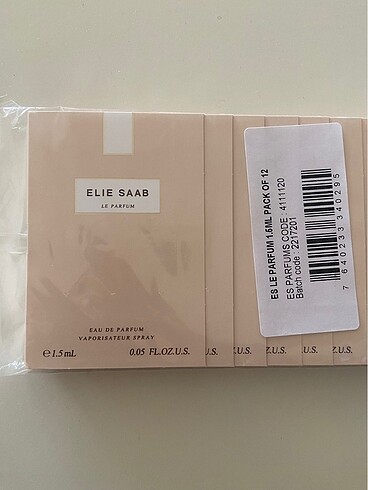 ELIE SAAB
LE PARFUM
EAU DE PARFUM
VAPORISATEUR SPRAY
℮ 1.5 mL 0.05 FL.OZ.U.S.
U.S.
Z.U.S.
Z.U.S.
U.S.
Z.U.S.
ES LE PARFUM 1.5ML PACK OF 12
ES PARFUMS CODE : 4111120
Batch code : 2217201
7 640233 340295